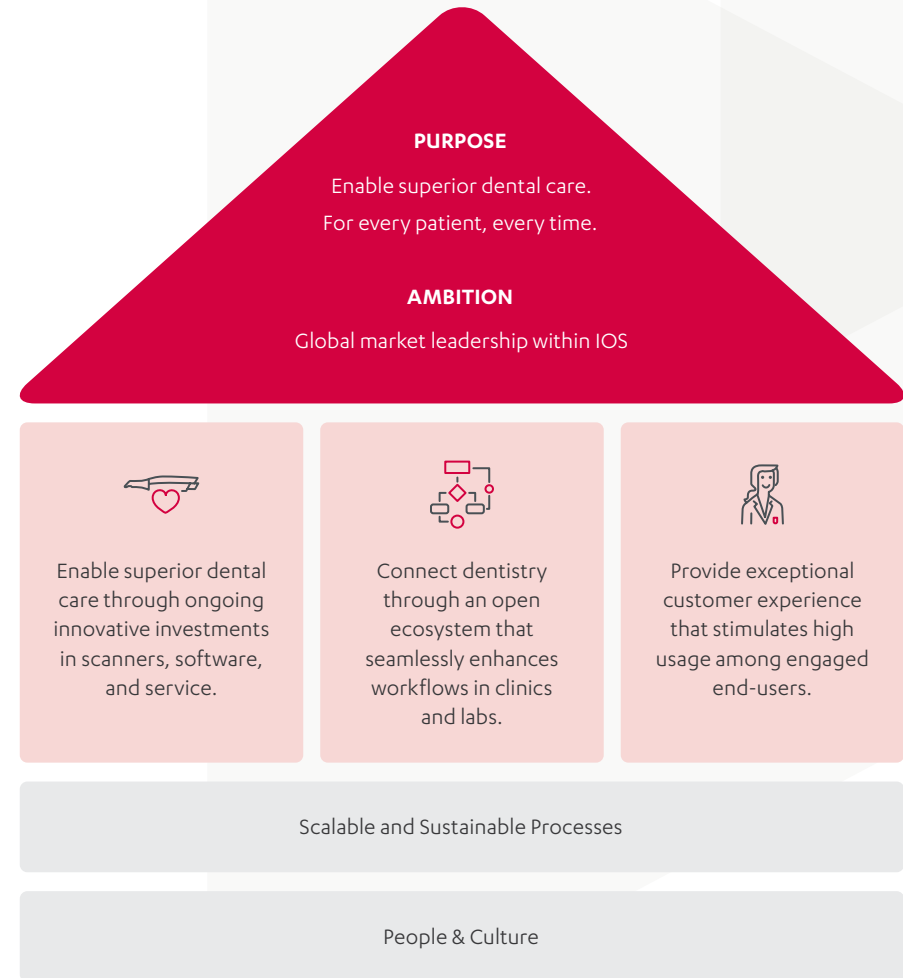 PURPOSE
Enable superior dental care.
For every patient, every time.
AMBITION
Global market leadership within IOS
Enable superior dental
care through ongoing
innovative investments
in scanners, software,
and service.
Connect dentistry
through an open
ecosystem that
seamlessly enhances
workflows in clinics
and labs.
Provide exceptional
customer experience
that stimulates high
usage among engaged
end-users.
Scalable and Sustainable Processes
People & Culture